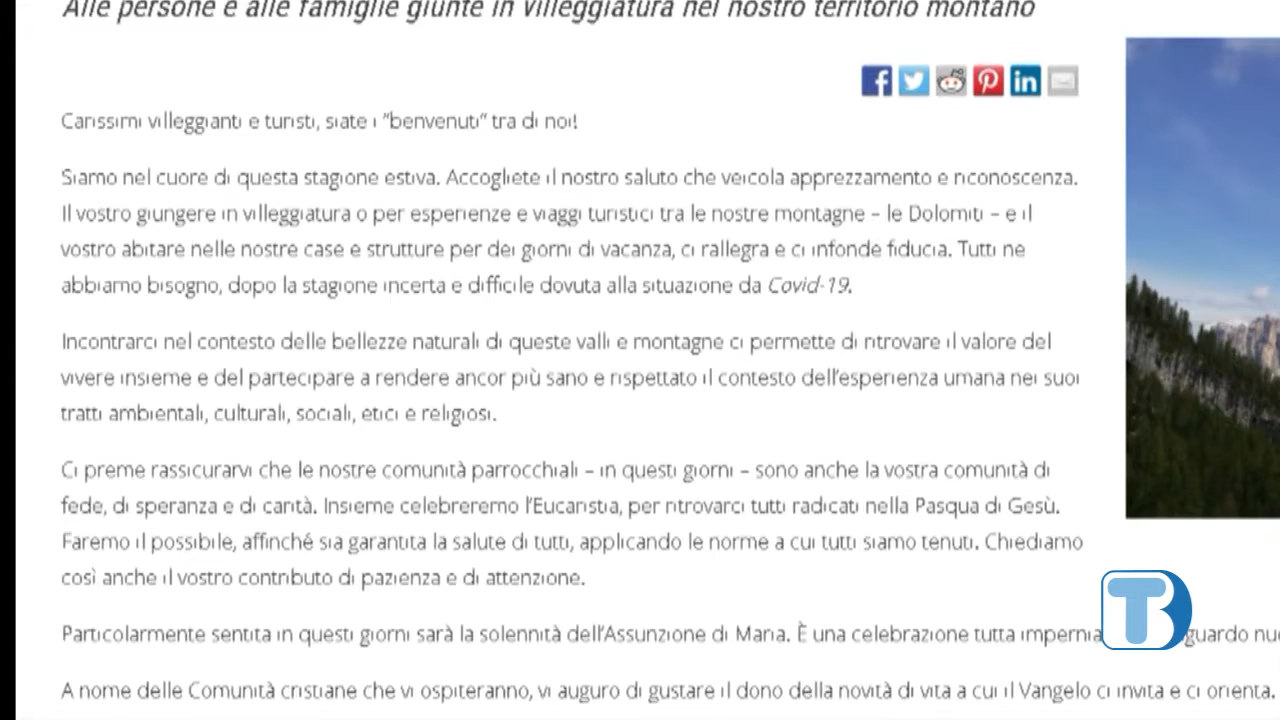 Alle persone e alle famiglie giunte in villeggiatura nel nostro territorio montano
Carissimi villeggianti e turisti, siate i "benvenuti" tra di noi!
Siamo nel cuore di questa stagione estiva. Accogliete il nostro saluto che veicola apprezzamento e riconoscenza.
Il vostro giungere in villeggiatura o per esperienze e viaggi turistici tra le nostre montagne – le Dolomiti – e il
vostro abitare nelle nostre case e strutture per dei giorni di vacanza, ci rallegra e ci infonde fiducia. Tutti ne
abbiamo bisogno, dopo la stagione incerta e difficile dovuta alla situazione da Covid-19.
Incontrarci nel contesto delle bellezze naturali di queste valli e montagne ci permette di ritrovare il valore del
vivere insieme e del partecipare a rendere ancor più sano e rispettato il contesto dell'esperienza umana nei suoi
tratti ambientali, culturali, sociali, etici e religiosi.
Ci preme rassicurarvi che le nostre comunità parrocchiali – in questi giorni – sono anche la vostra comunità di
fede, di speranza e di carità. Insieme celebreremo l'Eucaristia, per ritrovarci tutti radicati nella Pasqua di Gesù.
Faremo il possibile, affinché sia garantita la salute di tutti, applicando le norme a cui tutti siamo tenuti. Chiediamo
così anche il vostro contributo di pazienza e di attenzione.
Particolarmente sentita in questi giorni sarà la solennità dell'Assunzione di Maria. È una celebrazione tutta
A nome delle Comunità cristiane che vi ospiteranno, vi auguro di gustare il dono della novità di vita a cui il Vangelo ci invita e ci orienta.
TB